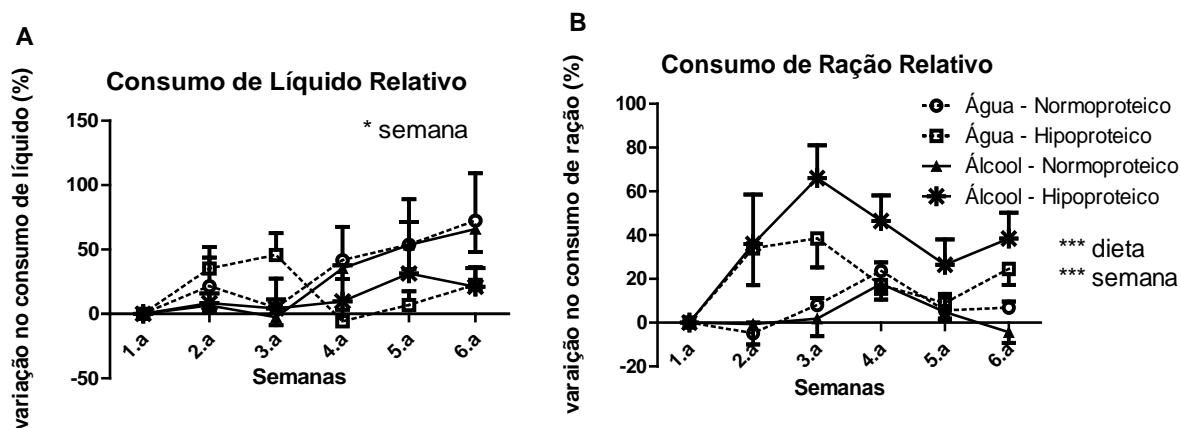 A
Consumo de Líquido Relativo
variação no consumo de líquido (%)
150
100
50
0
-50
* semana
1.a 2.a 3.a 4.a 5.a 6.a
Semanas
B
Consumo de Ração Relativo
varaição no consumo de ração (%)
100
80
60
40
20
0
-20
Água - Normoproteico
Água - Hipoproteico
Álcool - Normoproteico
Álcool - Hipoproteico
*** dieta
*** semana
1.a 2.a 3.a 4.a 5.a 6.a
Semanas